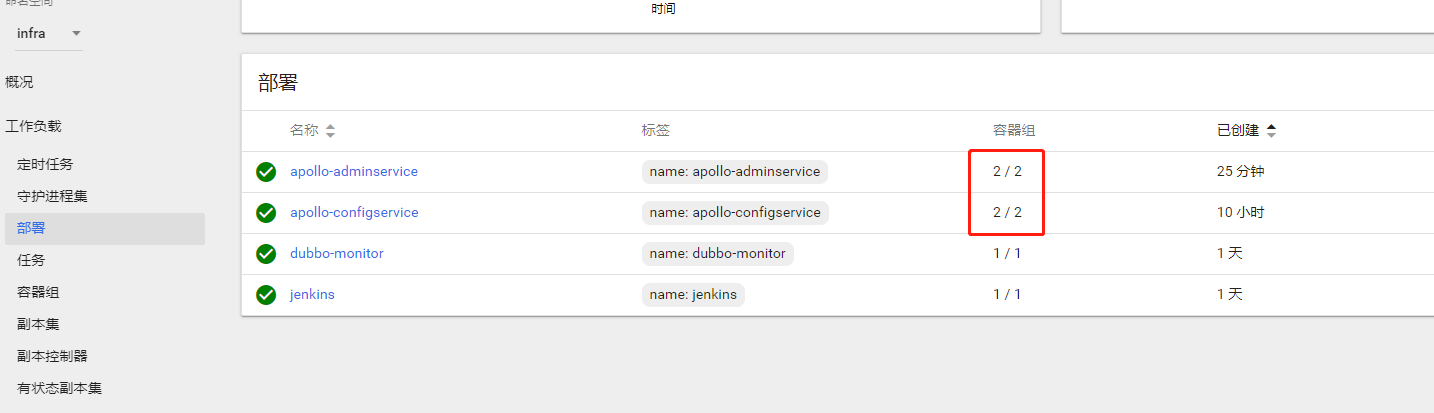 命名空间
时间
infra
概况
工作负载
定时任务
守护进程集
部署
任务
容器组
副本集
副本控制器
有状态副本集
部署
名称 标签 容器组 已创建
apollo-adminservice name: apollo-adminservice 2 / 2 25 分钟
apollo-configservice name: apollo-configservice 2 / 2 10 小时
dubbo-monitor name: dubbo-monitor 1 / 1 1 天
jenkins name: jenkins 1 / 1 1 天